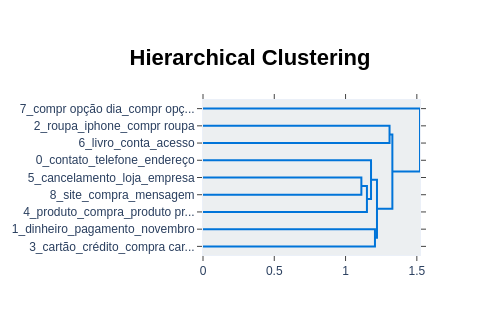 Hierarchical Clustering
7_compr opção dia_compr opç...
2_roupa_iphone_compr roupa
6_livro_conta_acesso
0_contato_telefone_endereço
5_cancelamento_loja_empresa
8_site_compra_mensagem
4_produto_compra_produto pr...
1_dinheiro_pagamento_novembro
3_cartão_crédito_compra car...
0 0.5 1 1.5